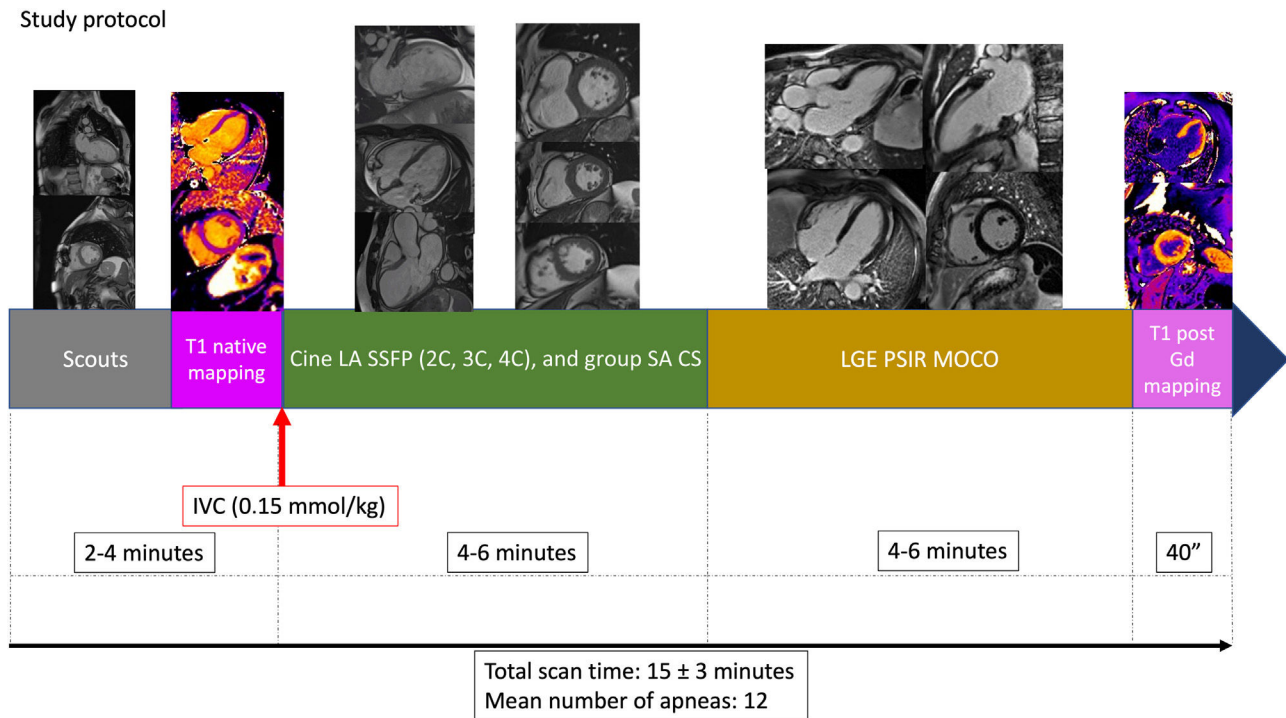 Study protocol
Scouts
T1 native
mapping
Cine LA SSFP (2C, 3C, 4C), and group SA CS
LGE PSIR MOCO
T1 post
Gd
mapping
IVC (0.15 mmol/kg)
2-4 minutes
4-6 minutes
4-6 minutes
40”
Total scan time: 15 ± 3 minutes
Mean number of apneas: 12